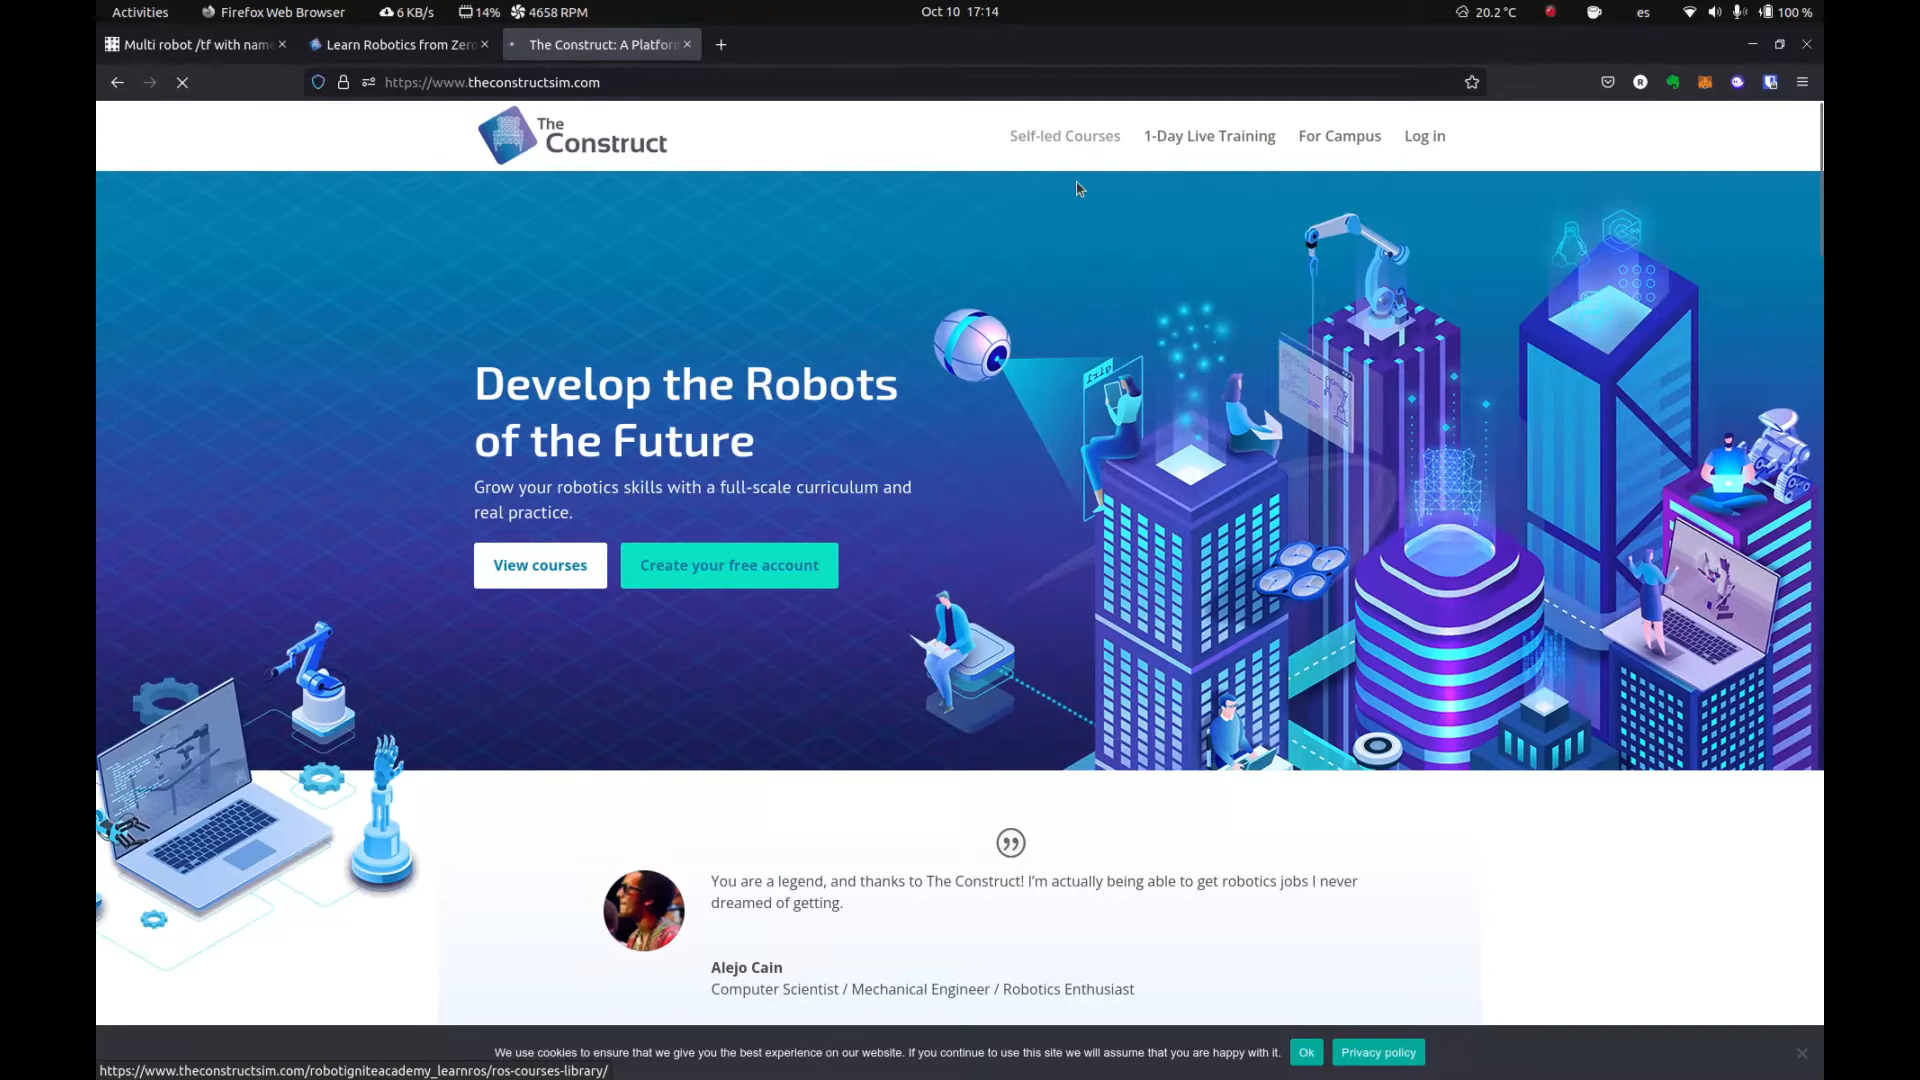 Activities Firefox Web Browser 6 KB/s 14% 4658 RPM Oct 10 17:14 20.2 °C es 100 %
Multi robot /tf with nam Learn Robotics from Zero The Construct: A Platfor
https://www.theconstructsim.com
The
Construct
Self-led Courses 1-Day Live Training For Campus Log in
Develop the Robots
of the Future
Grow your robotics skills with a full-scale curriculum and
real practice.
View courses Create your free account
You are a legend, and thanks to The Construct! I'm actually being able to get robotics jobs I never
dreamed of getting.
Alejo Cain
Computer Scientist / Mechanical Engineer / Robotics Enthusiast
We use cookies to ensure that we give you the best experience on our website. If you continue to use this site we will assume that you are happy with it. Ok Privacy policy
https://www.theconstructsim.com/robotigniteacademy_learnros/ros-courses-library/